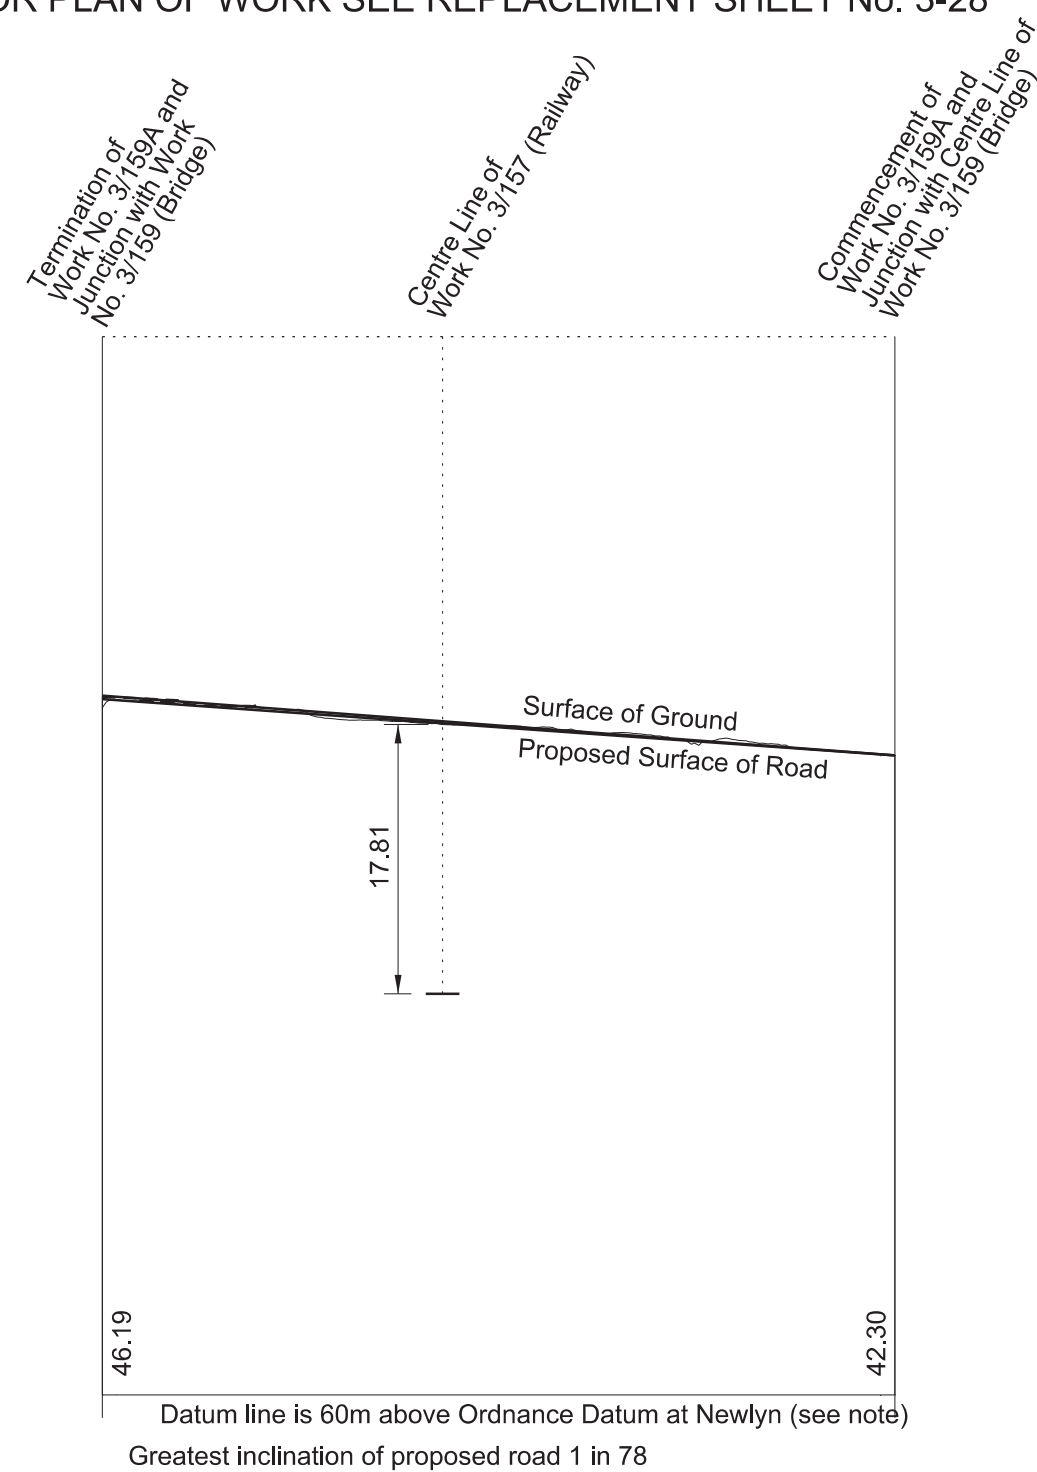 OR PLAN OF WORK SEE REPLACEMENT SHEET No. 3-28
Termination of
Work No. 3/159A and
Junction with Work
No. 3/159 (Bridge)
Centre Line of
Work No. 3/157 (Railway)
Commencement of
Work No. 3/159A and
Junction with Centre Line of
Work No. 3/159 (Bridge)
Surface of Ground
Proposed Surface of Road
17.81
46.19
42.30
Datum line is 60m above Ordnance Datum at Newlyn (see note)
Greatest inclination of proposed road 1 in 78